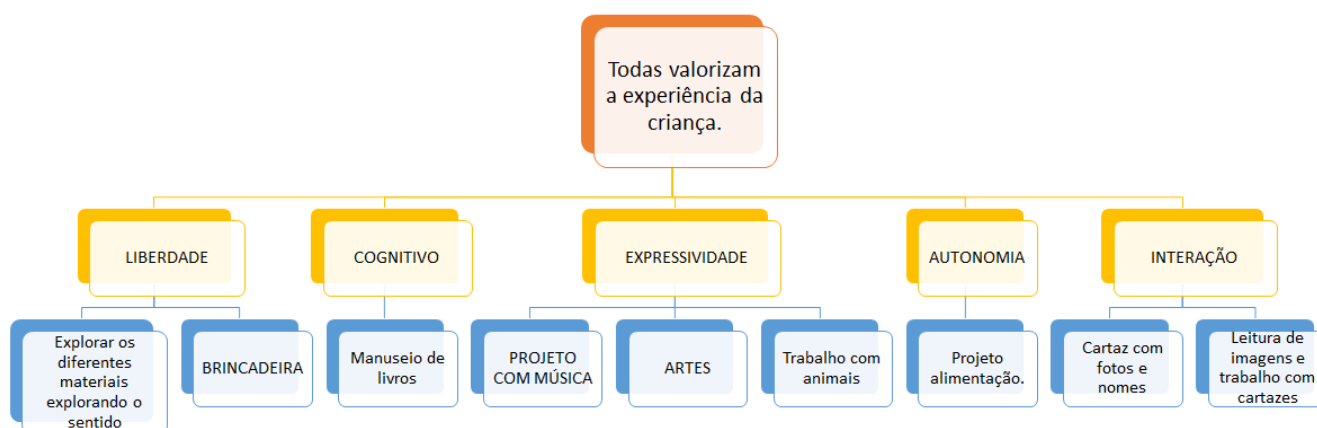 Todas valorizam
a experiência da
criança.
LIBERDADE
COGNITIVO
EXPRESSIVIDADE
AUTONOMIA
INTERAÇÃO
Explorar os
diferentes
materiais
explorando o
sentido
BRINCADEIRA
Manuseio de
livros
PROJETO
COM MÚSICA
ARTES
Trabalho com
animais
Projeto
alimentação.
Cartaz com
fotos e
nomes
Leitura de
imagens e
trabalho com
cartazes